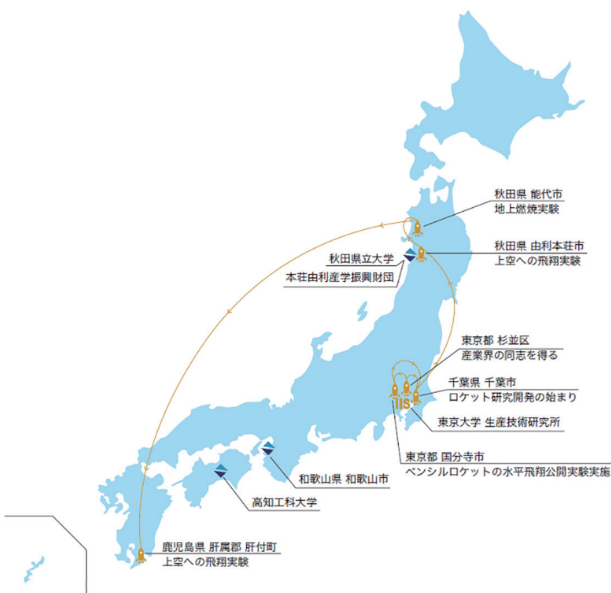 秋田県 能代市
地上燃焼実験
秋田県 由利本荘市
上空への飛翔実験
秋田県立大学
本荘由利産学振興財団
東京都 杉並区
産業界の同志を得る
千葉県 千葉市
ロケット研究開発の始まり
IIS
東京大学 生産技術研究所
東京都 国分寺市
ペンシルロケットの水平飛翔公開実験実施
和歌山県 和歌山市
高知工科大学
鹿児島県 肝属郡 肝付町
上空への飛翔実験